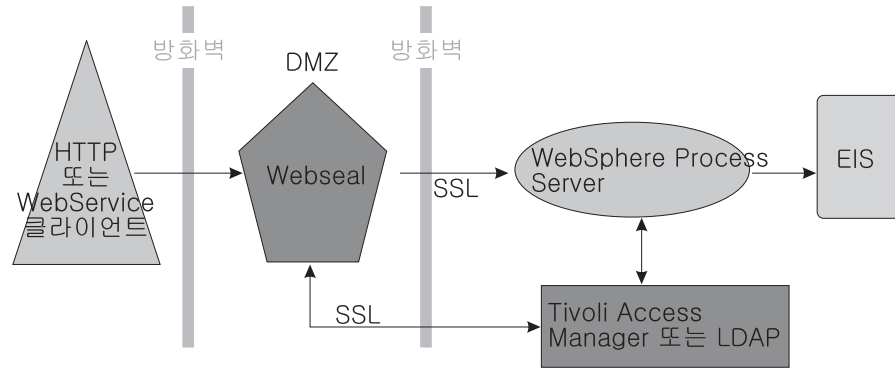 방화벽
방화벽
DMZ
HTTP
또는
WebService
클라이언트
Webseal
SSL
WebSphere Process
Server
EIS
SSL
Tivoli Access
Manager 또는 LDAP